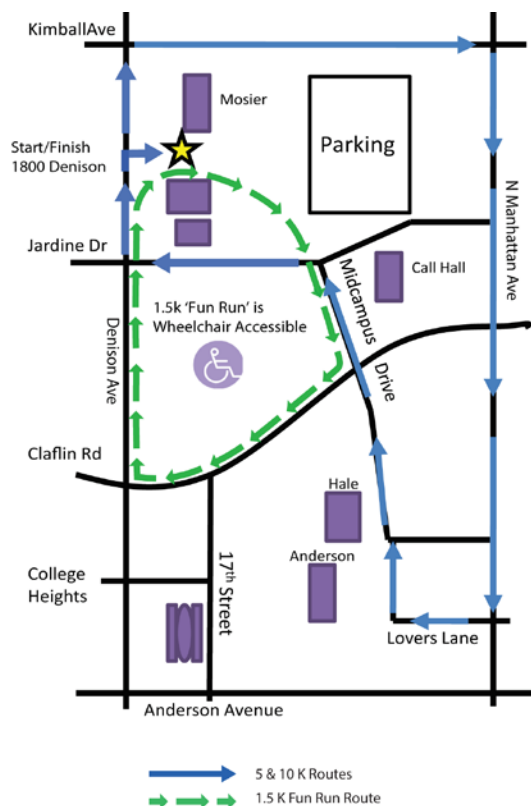 KimballAve
Mosier
Start/Finish
1800 Denison
Parking
N Manhattan Ave
Jardine Dr
Call Hall
Midcampus
Drive
1.5k 'Fun Run' is
Wheelchair Accessible
Denison Ave
Claflin Rd
Hale
17th Street
Anderson
College
Heights
Lovers Lane
Anderson Avenue
5 & 10 K Routes
1.5 K Fun Run Route